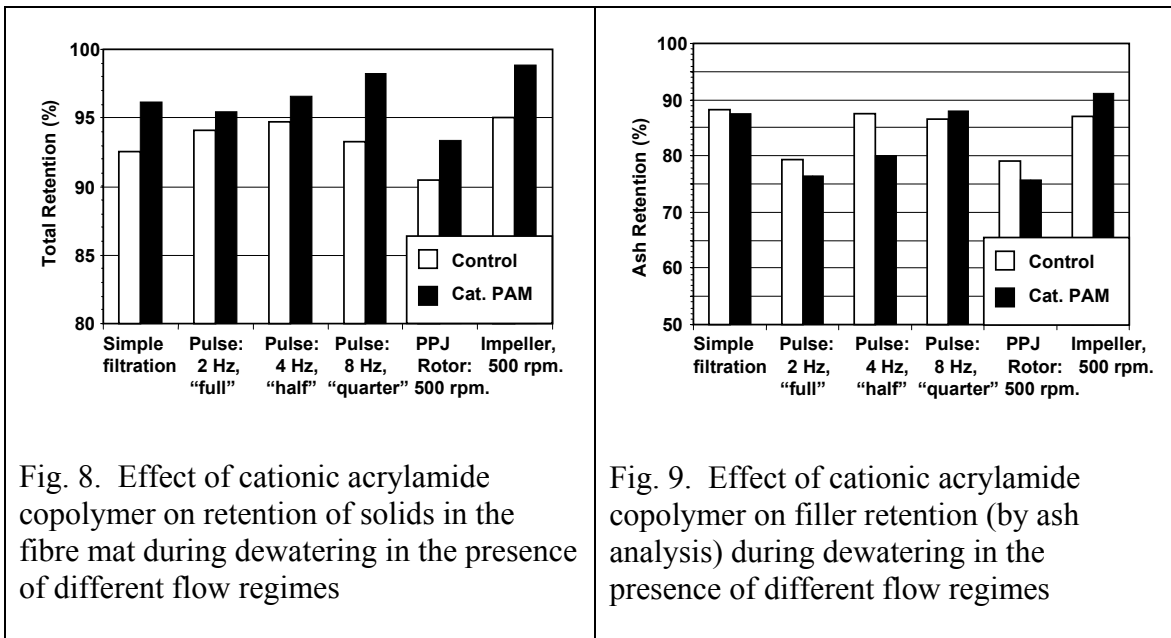 100
95
90
85
80
Total Retention (%)
Control
Cat. PAM
Simple filtration
Pulse: 2 Hz, “full”
Pulse: 4 Hz, “half”
Pulse: 8 Hz, “quarter”
PPJ Rotor: 500 rpm.
Impeller, 500 rpm.
Fig. 8. Effect of cationic acrylamide
copolymer on retention of solids in the
fibre mat during dewatering in the presence
of different flow regimes
100
90
80
70
60
50
Ash Retention (%)
Control
Cat. PAM
Simple filtration
Pulse: 2 Hz, “full”
Pulse: 4 Hz, “half”
Pulse: 8 Hz, “quarter”
PPJ Rotor: 500 rpm.
Impeller, 500 rpm.
Fig. 9. Effect of cationic acrylamide
copolymer on filler retention (by ash
analysis) during dewatering in the
presence of different flow regimes